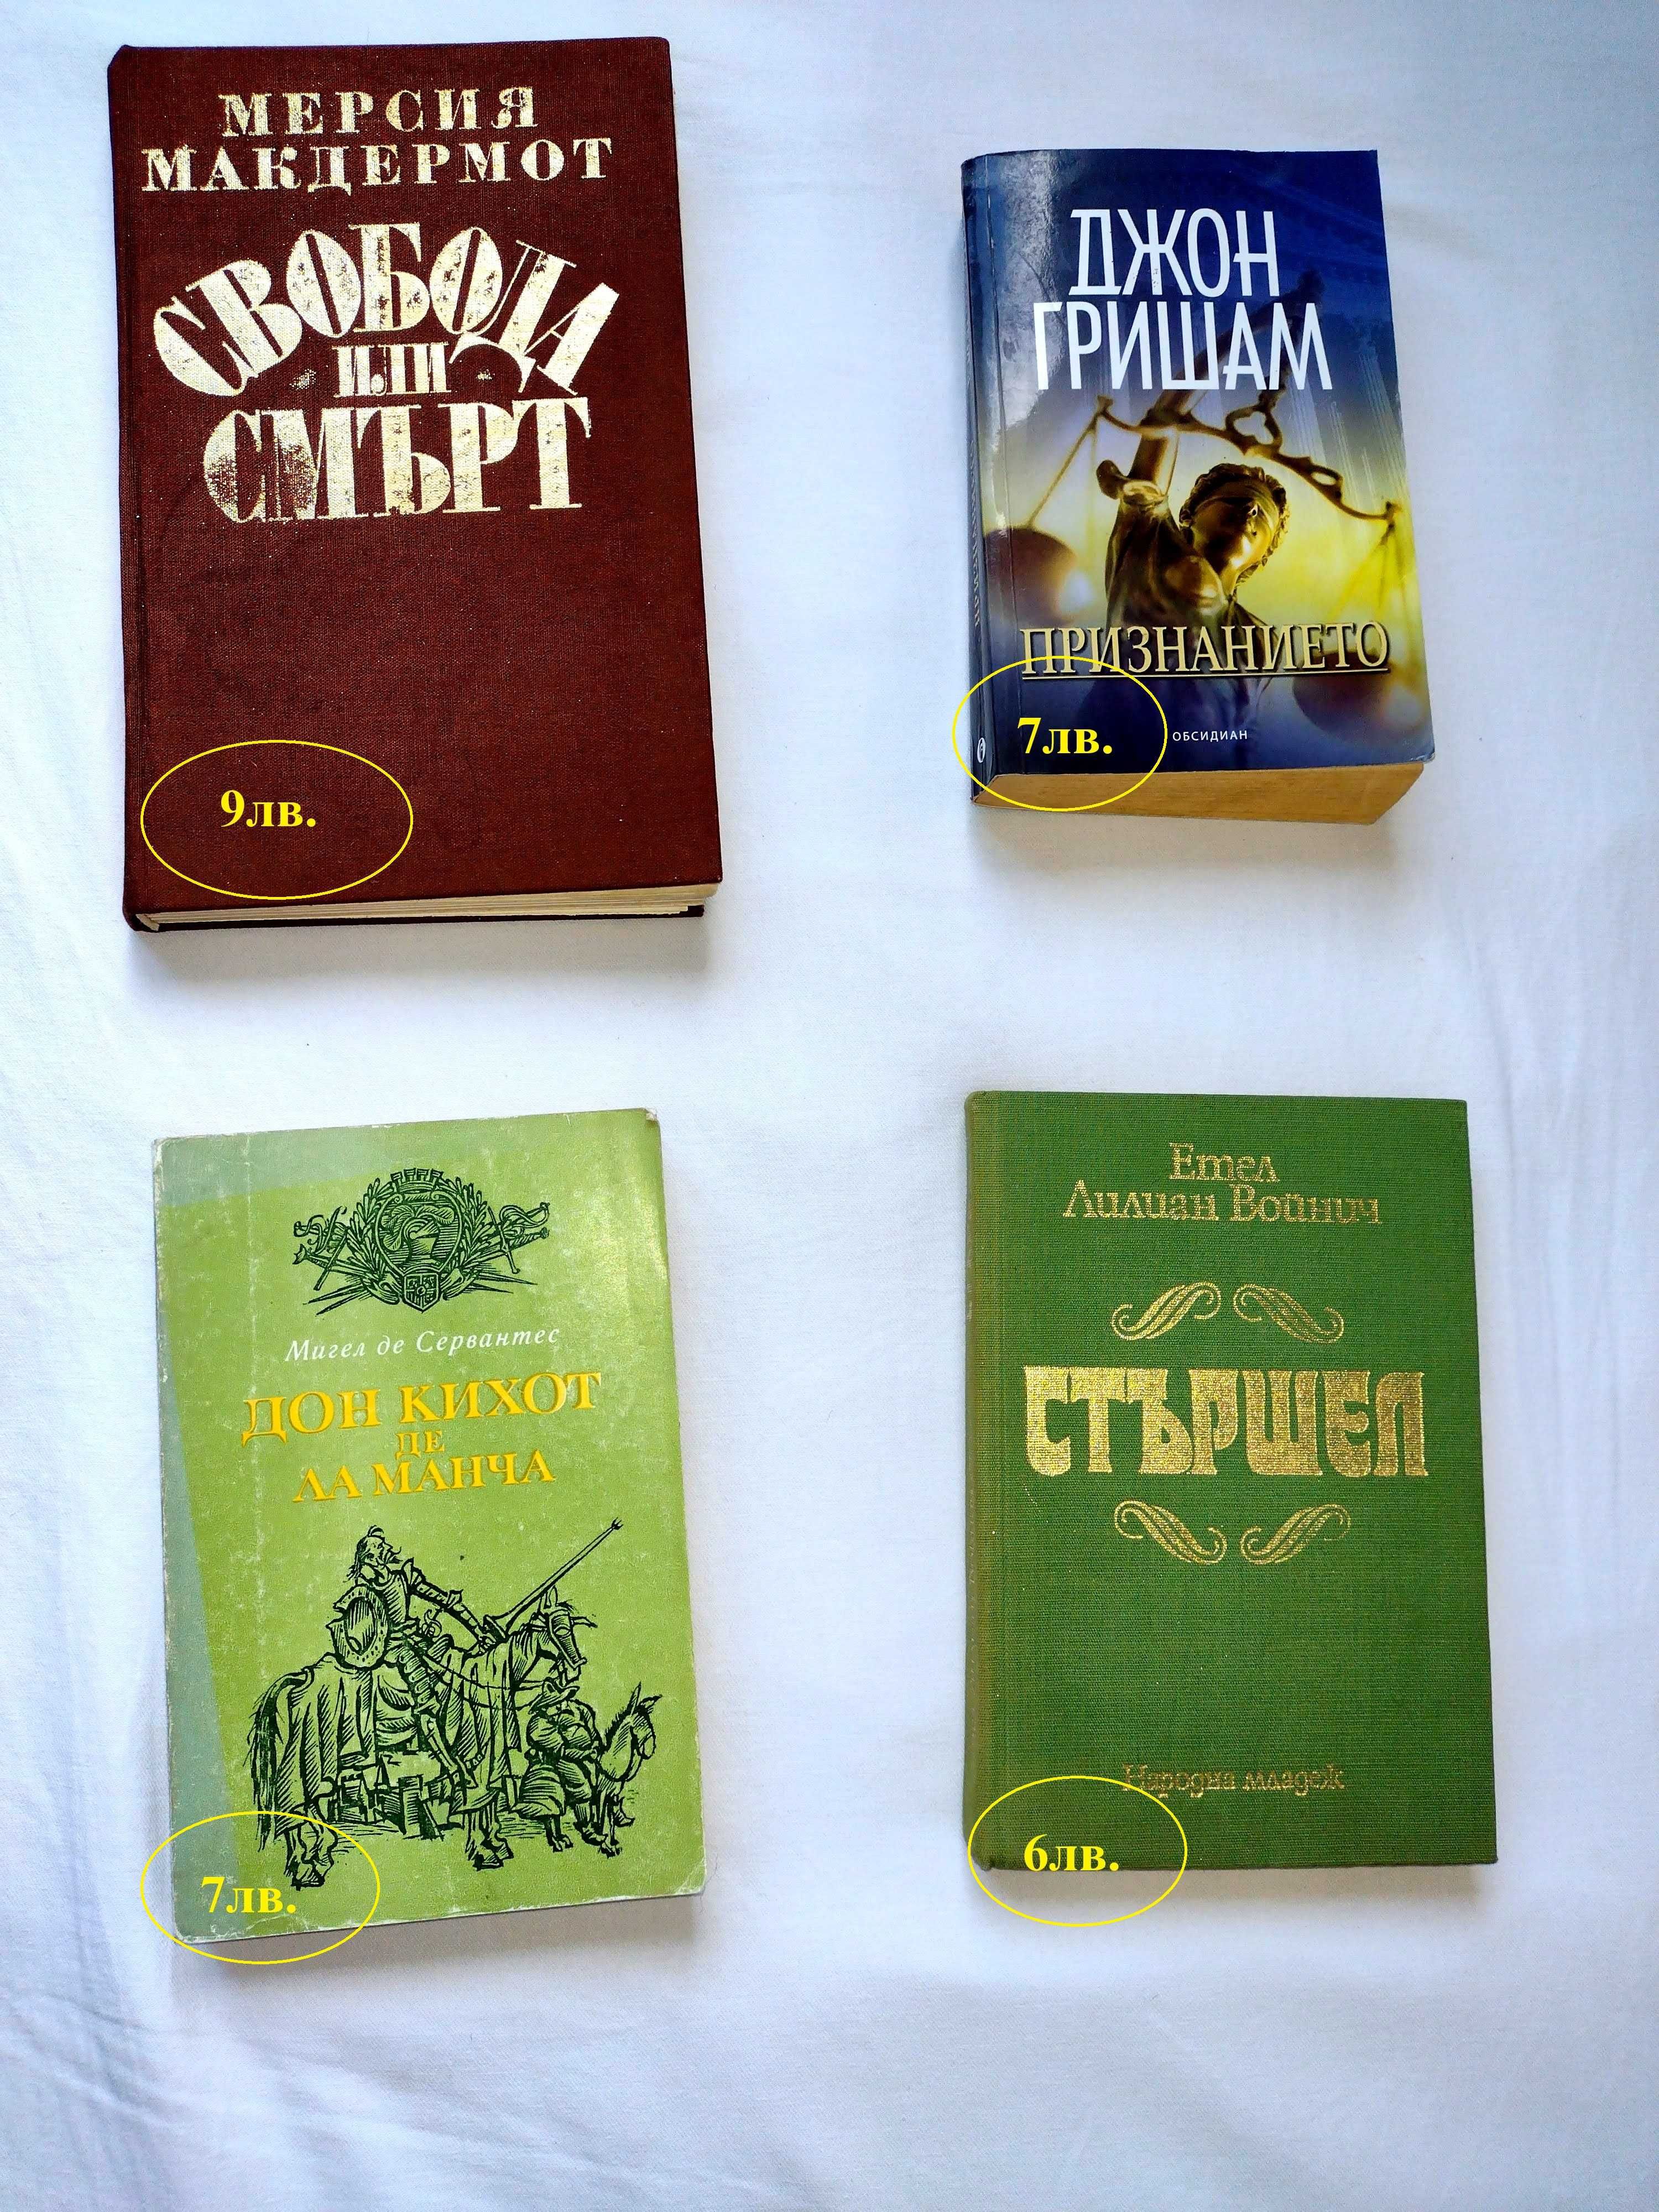 МЕРСИЯ
МАКДЕРМОТ
СВОБОДА
ИЛИ
СМЪРТ
9лв.
ДЖОН
ГРИШАМ
ПРИЗНАНИЕТО
7лв.
ОБСИДИАН
Мигел де Сервантес
ДОН КИХОТ
ДЕ
ЛА МАНЧА
7лв.
Етел
Лилиан Войнич
СТЪРШЕЛ
Народна младеж
6лв.